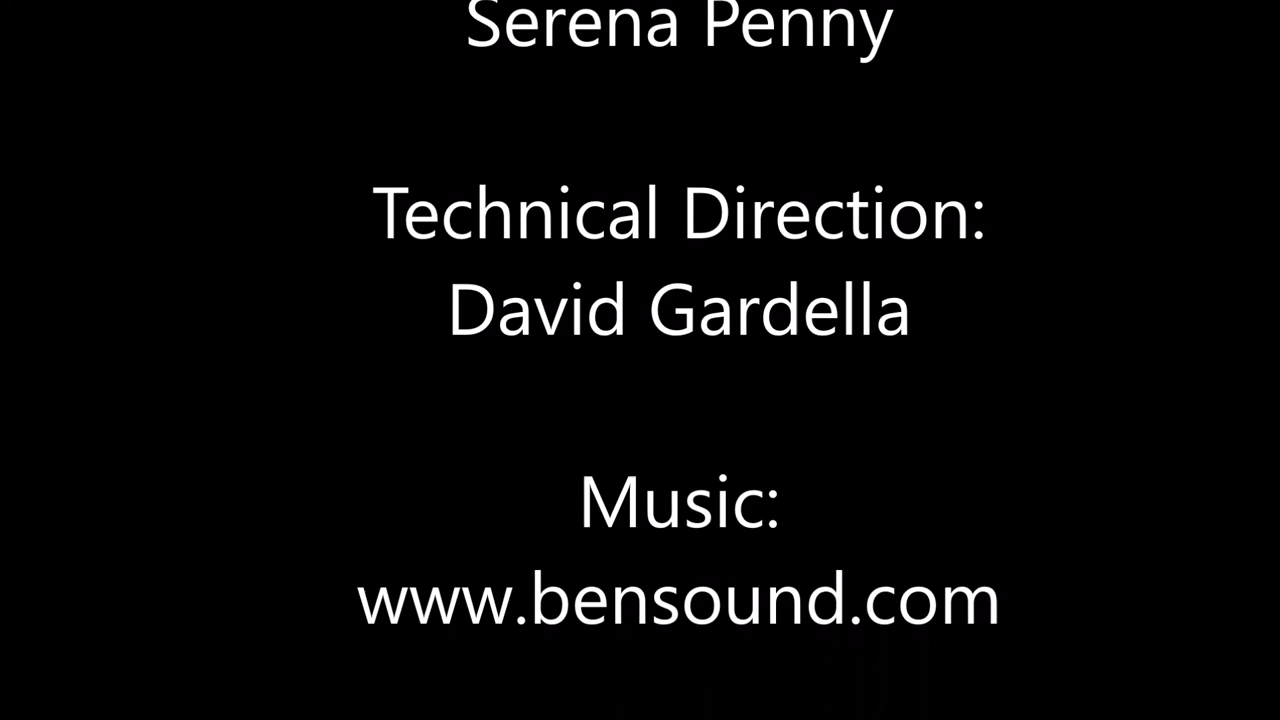 Serena Penny
Technical Direction:
David Gardella
Music:
www.bensound.com